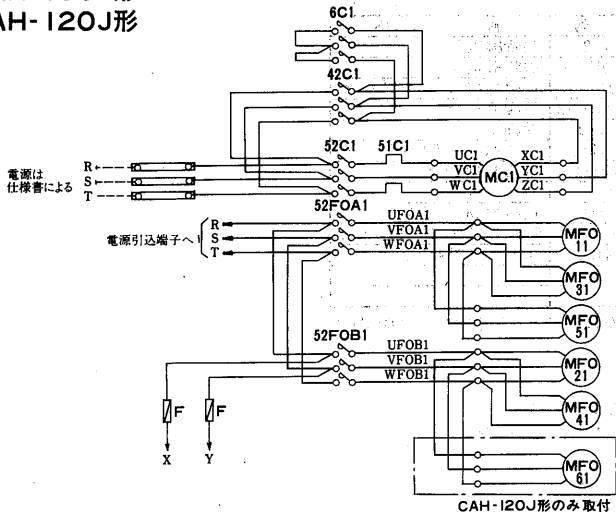 CAH-120J形
6C1
42C1
52C1 51C1
電源は
仕様書による
R
S
T
UC1
VC1
WC1
MC1
XC1
YC1
ZC1
52FOA1
電源引込端子へ
R
S
T
UFOA1
VFOA1
WFOA1
MFO
11
MFO
31
MFO
51
52FOB1
UFOB1
VFOB1
WFOB1
MFO
21
MFO
41
F
F
X
Y
MFO
61
CAH-120J形のみ取付